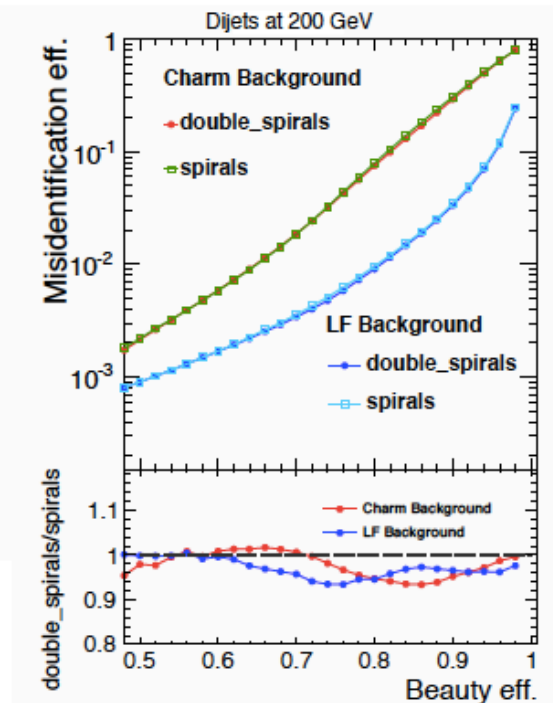 Dijets at 200 GeV
Misidentification eff.
1
10-1
10-2
10-3
Charm Background
double_spirals
spirals
LF Background
double_spirals
spirals
double_spirals/spirals
1.1
1
0.9
0.8
Charm Background
LF Background
0.5 0.6 0.7 0.8 0.9 1
Beauty eff.